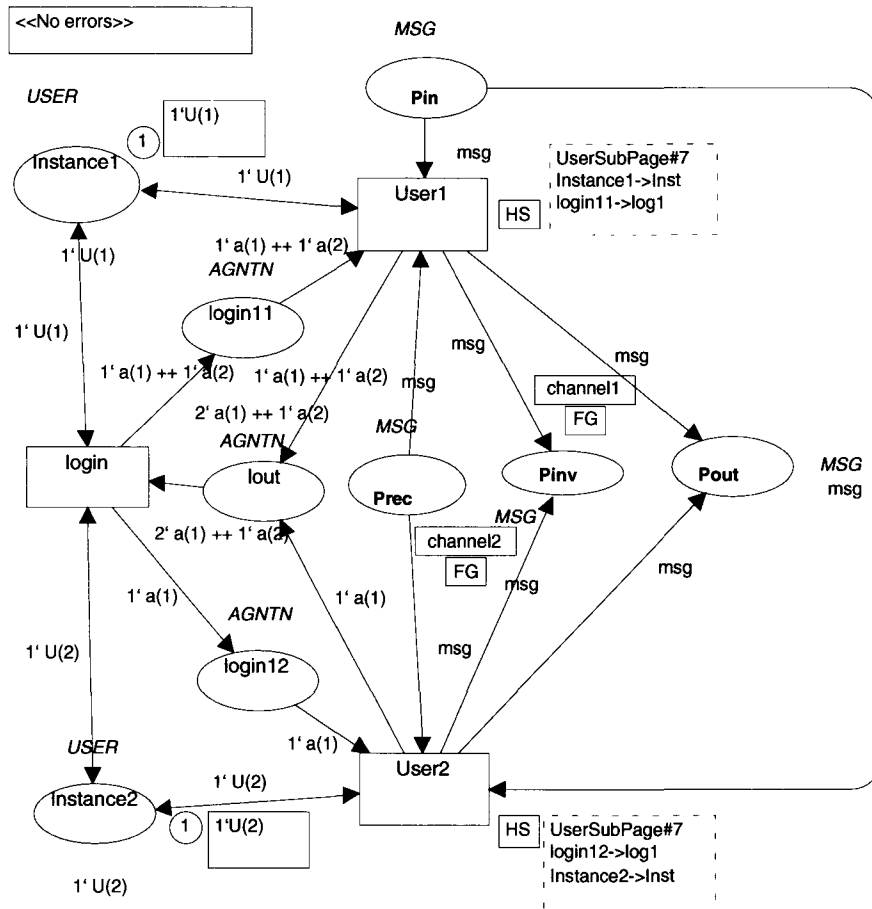 <<No errors>>
MSG
Pin
USER
1
1‘U(1)
Instance1
msg
1‘ U(1)
User1
HS
UserSubPage#7
Instance1->Inst
login11->log1
1‘ U(1)
1‘ a(1) ++ 1‘ a(2)
AGNTN
login11
1‘ U(1)
msg
msg
1‘ a(1) ++ 1‘ a(2)
1‘ a(1) ++ 1‘ a(2)
msg
channel1
FG
2‘ a(1) ++ 1‘ a(2)
MSG
AGNTN
login
lout
Prec
Pinv
Pout
MSG
msg
MSG
2‘ a(1) ++ 1‘ a(2)
channel2
FG
msg
msg
1‘ a(1)
AGNTN
1‘ a(1)
msg
login12
1‘ U(2)
1‘ a(1)
USER
User2
1‘ U(2)
Instance2
1
1‘U(2)
HS
UserSubPage#7
login12->log1
Instance2->Inst
1‘ U(2)